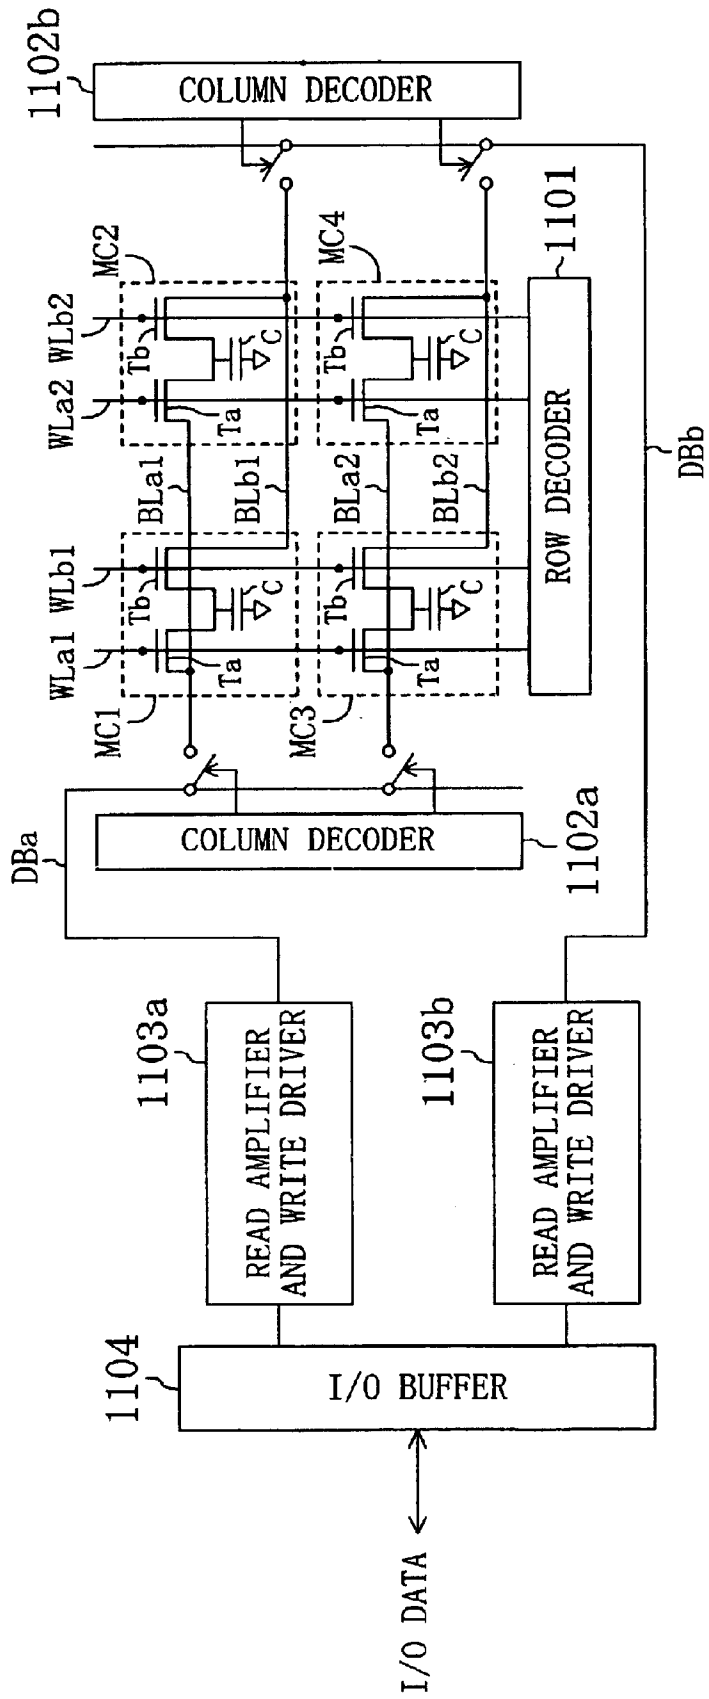 1102b
COLUMN DECODER
MC2
MC4
1101
WLb2
Tb
C
Tb
C
WLa2
Ta
Ta
BLa1
BLb1
BLa2
BLb2
ROW DECODER
DBb
WLb1
Tb
C
Tb
C
WLa1
Ta
Ta
MC1
MC3
DBa
COLUMN DECODER
1102a
1103a
READ AMPLIFIER
AND WRITE DRIVER
1103b
READ AMPLIFIER
AND WRITE DRIVER
1104
I/O BUFFER
I/O DATA